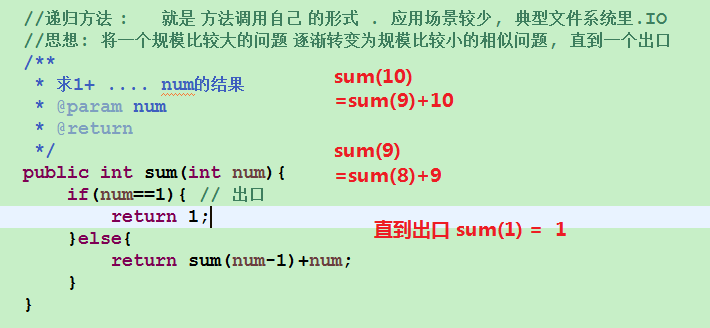 //递归方法 :   就是 方法调用自己 的形式 . 应用场景较少, 典型文件系统里.IO
//思想: 将一个规模比较大的问题 逐渐转变为规模比较小的相似问题, 直到一个出口
/**
 * 求1+ .... num的结果
 * @param num
 * @return
 */
public int sum(int num){
    if(num==1){ // 出口
        return 1;
    }else{
        return sum(num-1)+num;
    }
}
sum(10)
=sum(9)+10
sum(9)
=sum(8)+9
直到出口 sum(1) = 1